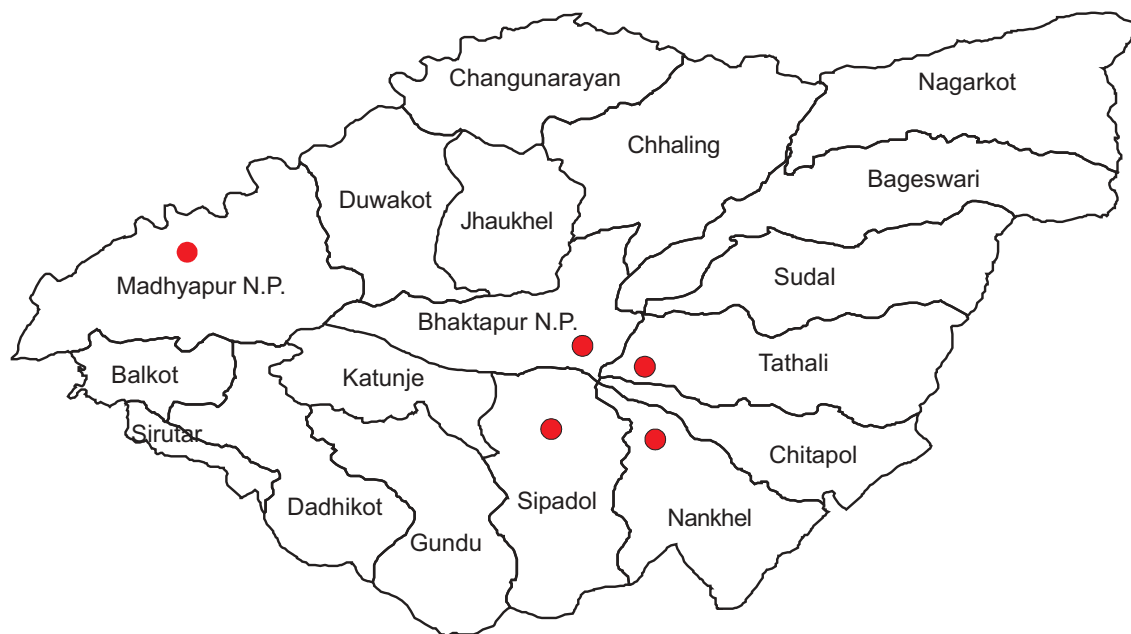 Changunarayan
Nagarkot
Chhaling
Bageswari
Duwakot
Jhaukhel
Sudal
Madhyapur N.P.
Bhaktapur N.P.
Tathali
Balkot
Katunje
Sirutar
Chitapol
Dadhikot
Sipadol
Nankhel
Gundu